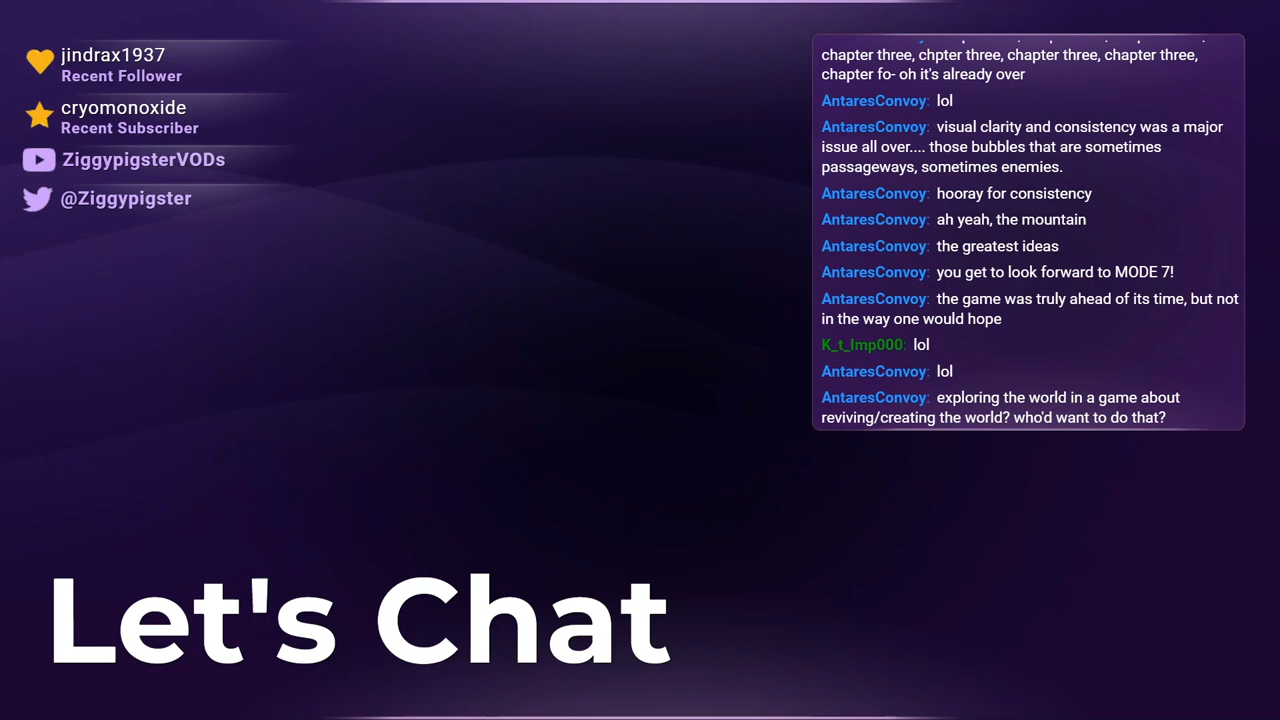 jindrax1937
Recent Follower
cryomonoxide
Recent Subscriber
ZiggypigsterVODs
@Ziggypigster
chapter three, chpter three, chapter three, chapter three,
chapter fo- oh it's already over
AntaresConvoy: lol
AntaresConvoy: visual clarity and consistency was a major
issue all over.... those bubbles that are sometimes
passageways, sometimes enemies.
AntaresConvoy: hooray for consistency
AntaresConvoy: ah yeah, the mountain
AntaresConvoy: the greatest ideas
AntaresConvoy: you get to look forward to MODE 7!
AntaresConvoy: the game was truly ahead of its time, but not
in the way one would hope
K_t_Imp000: lol
AntaresConvoy: lol
AntaresConvoy: exploring the world in a game about
reviving/creating the world? who'd want to do that?
Let's Chat